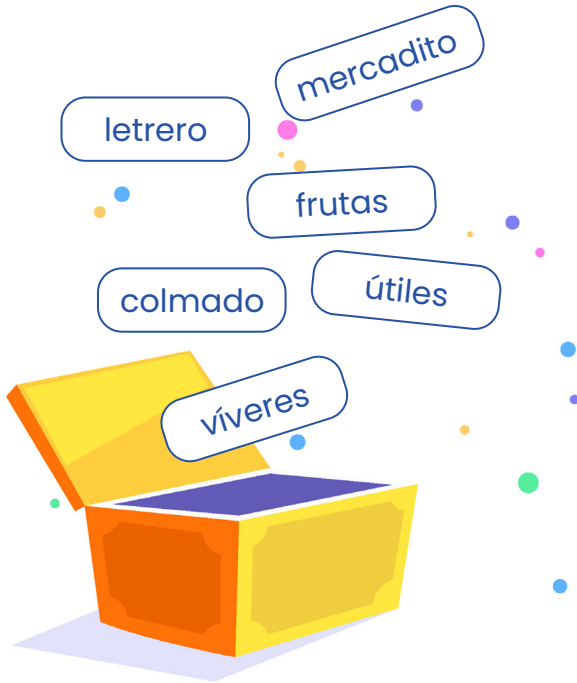 mercadito
letrero
frutas
útiles
colmado
víveres